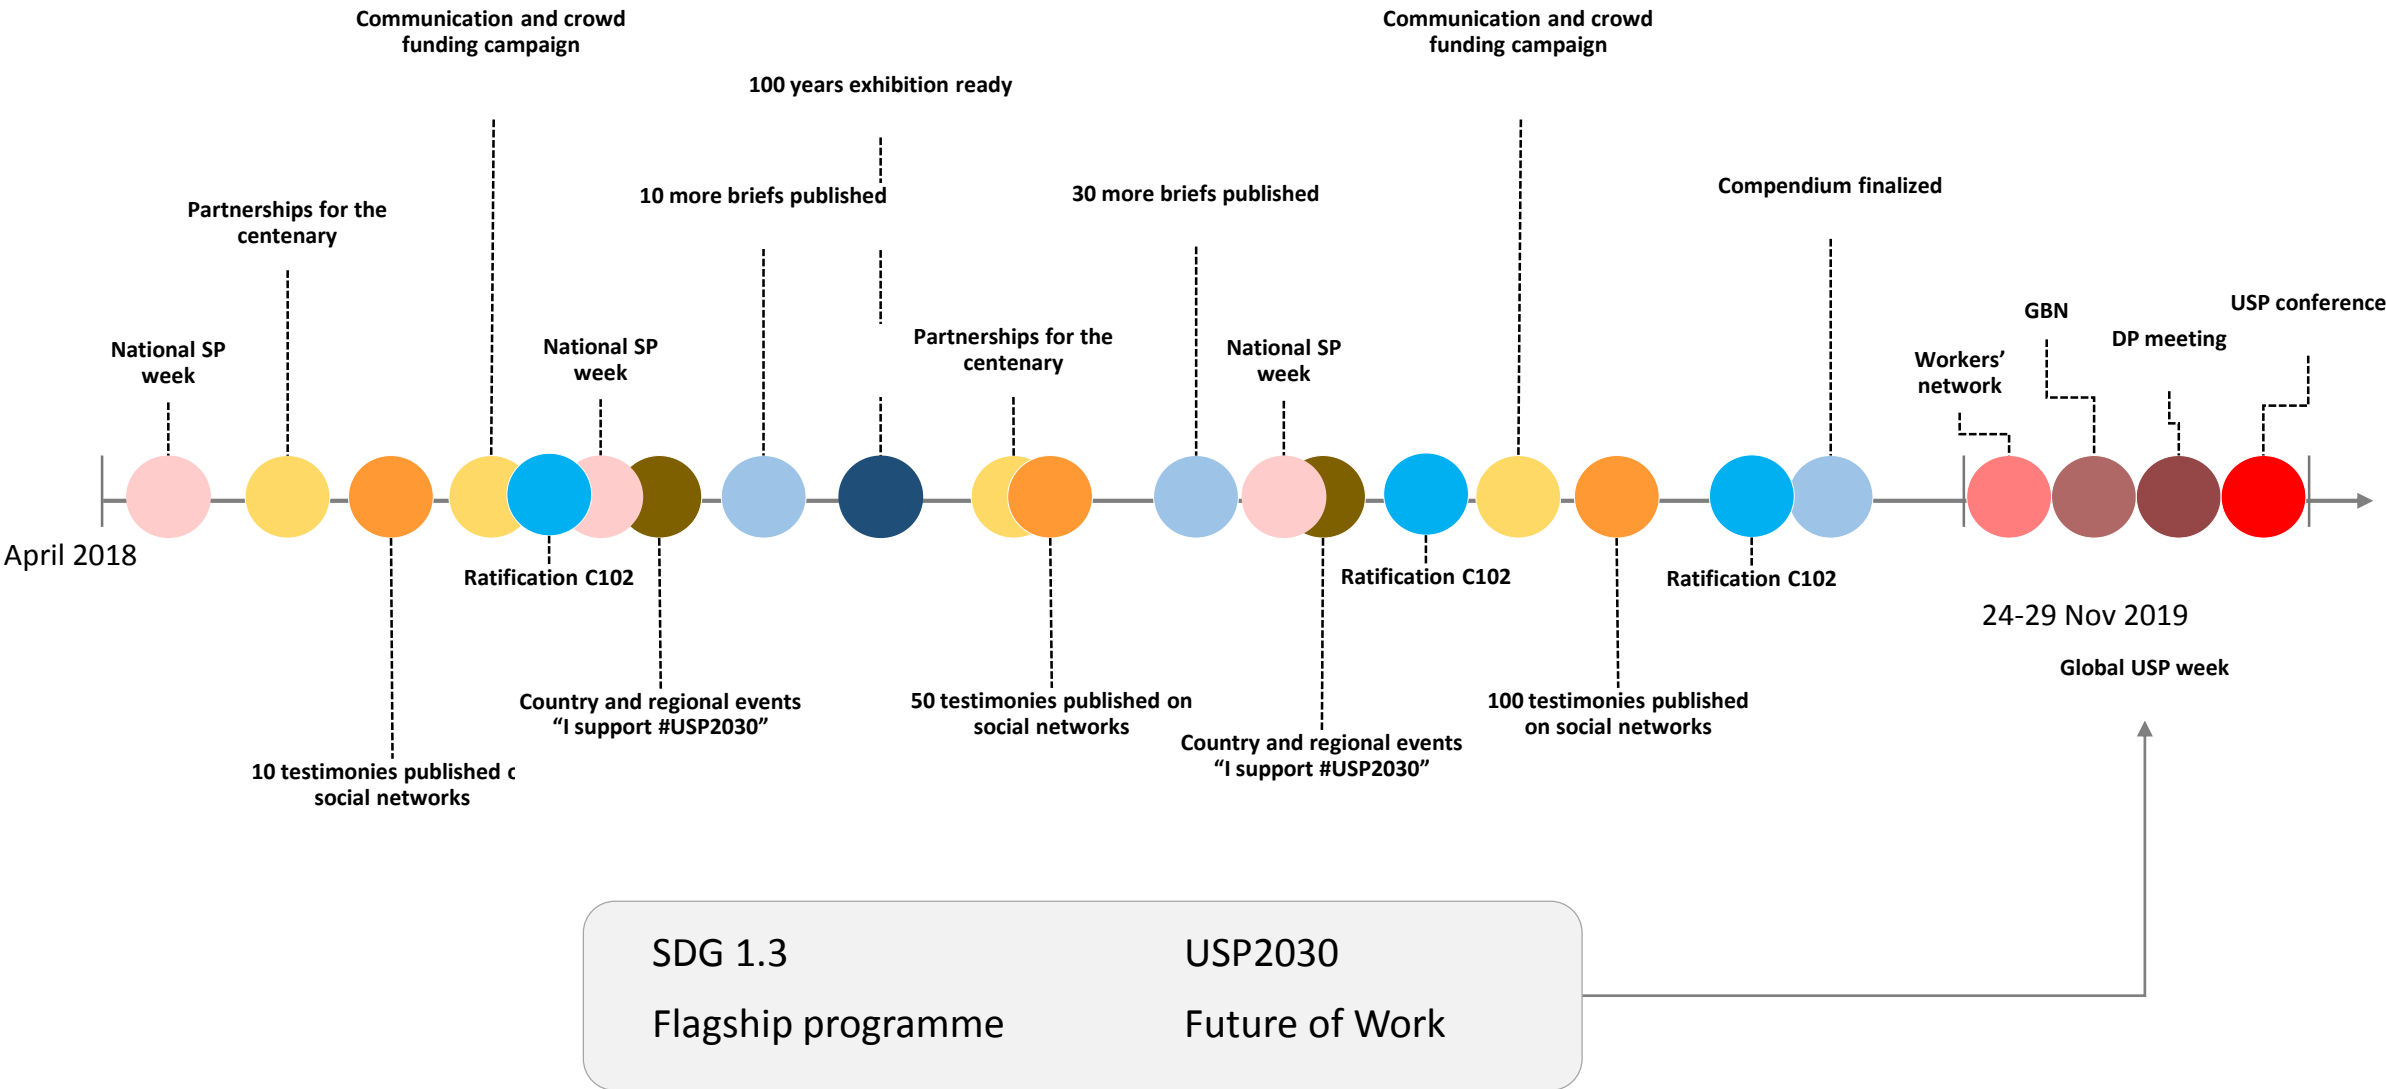 Communication and crowd
funding campaign
Communication and crowd
funding campaign
100 years exhibition ready
10 more briefs published
30 more briefs published
Compendium finalized
Partnerships for the
centenary
National SP
week
National SP
week
Partnerships for the
centenary
National SP
week
Workers’
network
GBN
DP meeting
USP conference
April 2018
Ratification C102
Ratification C102
Ratification C102
24-29 Nov 2019
Global USP week
Country and regional events
“I support #USP2030”
50 testimonies published on
social networks
Country and regional events
“I support #USP2030”
100 testimonies published
on social networks
10 testimonies published
social networks
SDG 1.3
USP2030
Flagship programme
Future of Work